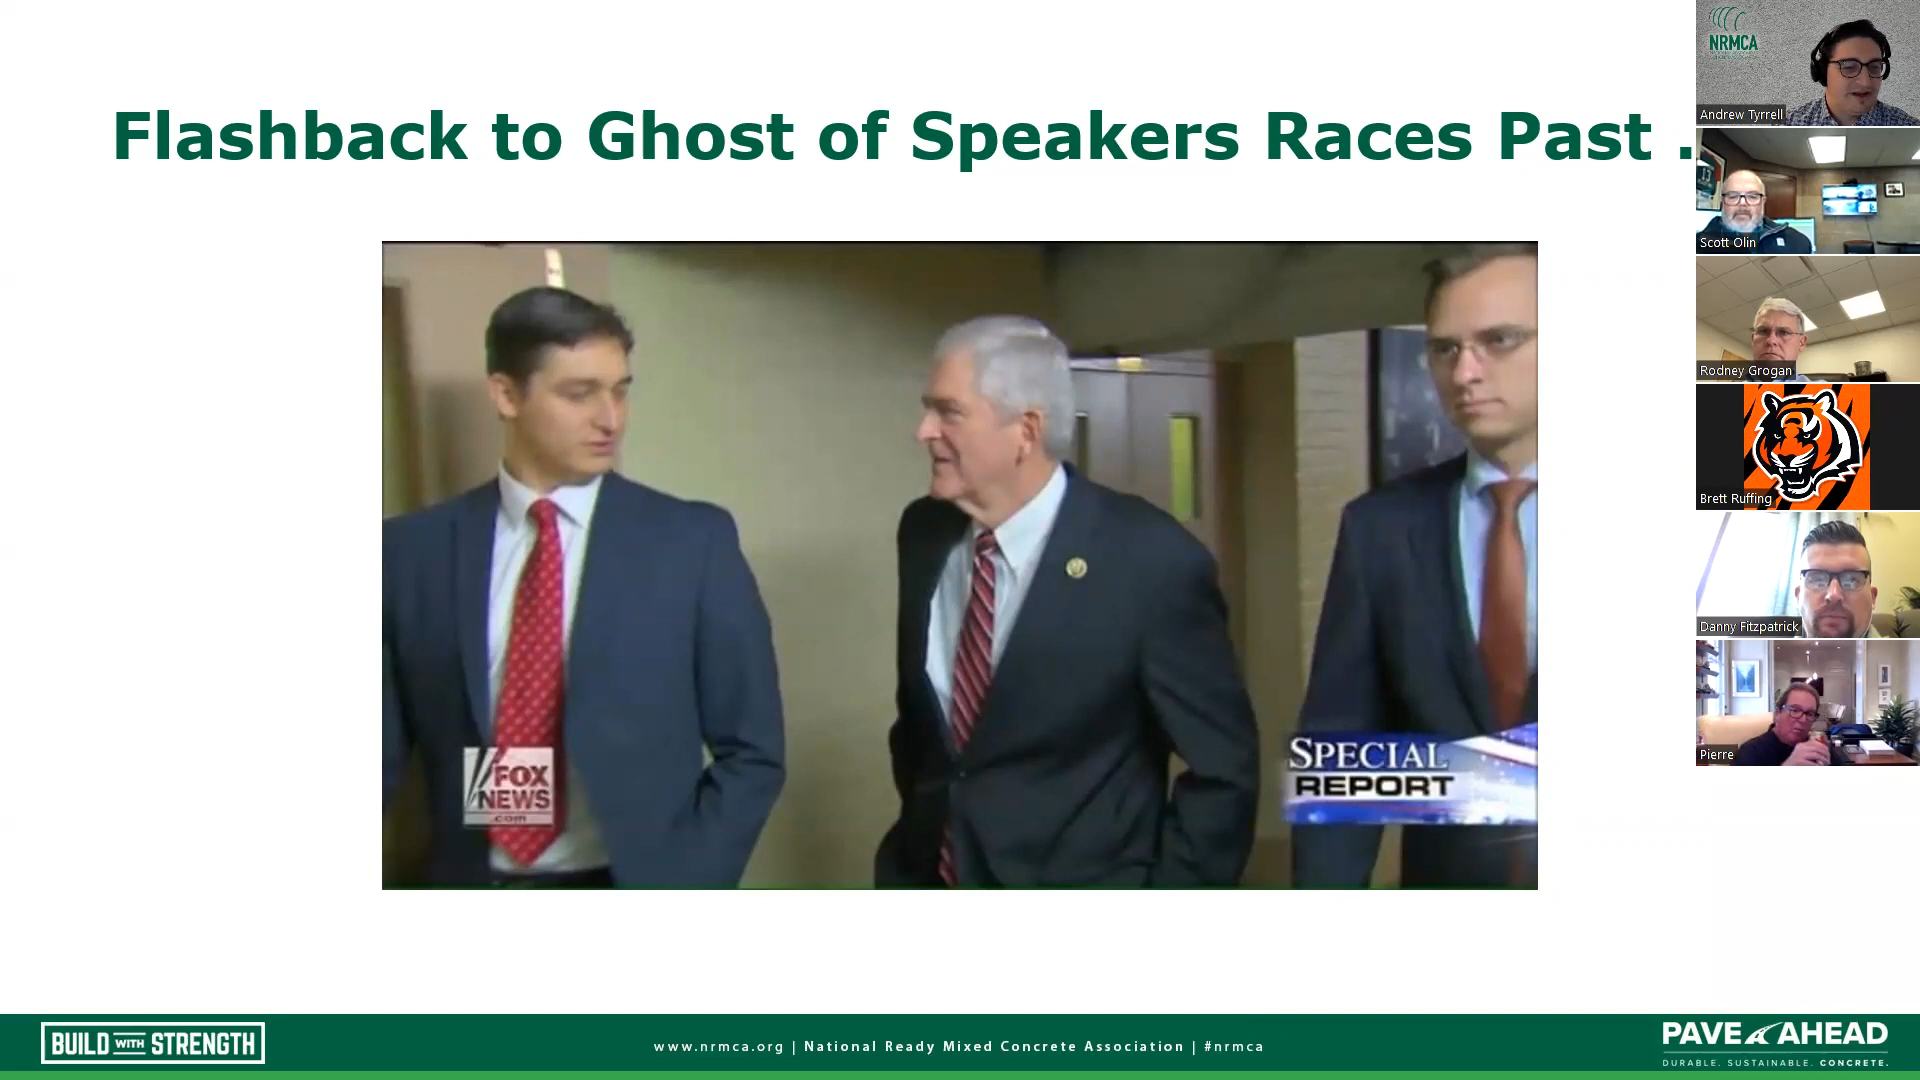 Flashback to Ghost of Speakers Races Past .
NRMCA
Andrew Tyrrell
Scott Olin
Rodney Grogan
Brett Ruffing
Danny Fitzpatrick
Pierre
FOX
NEWS
.com
SPECIAL
REPORT
BUILD WITH STRENGTH
www.nrmca.org | National Ready Mixed Concrete Association | #nrmca
PAVE AHEAD
DURABLE. SUSTAINABLE. CONCRETE.